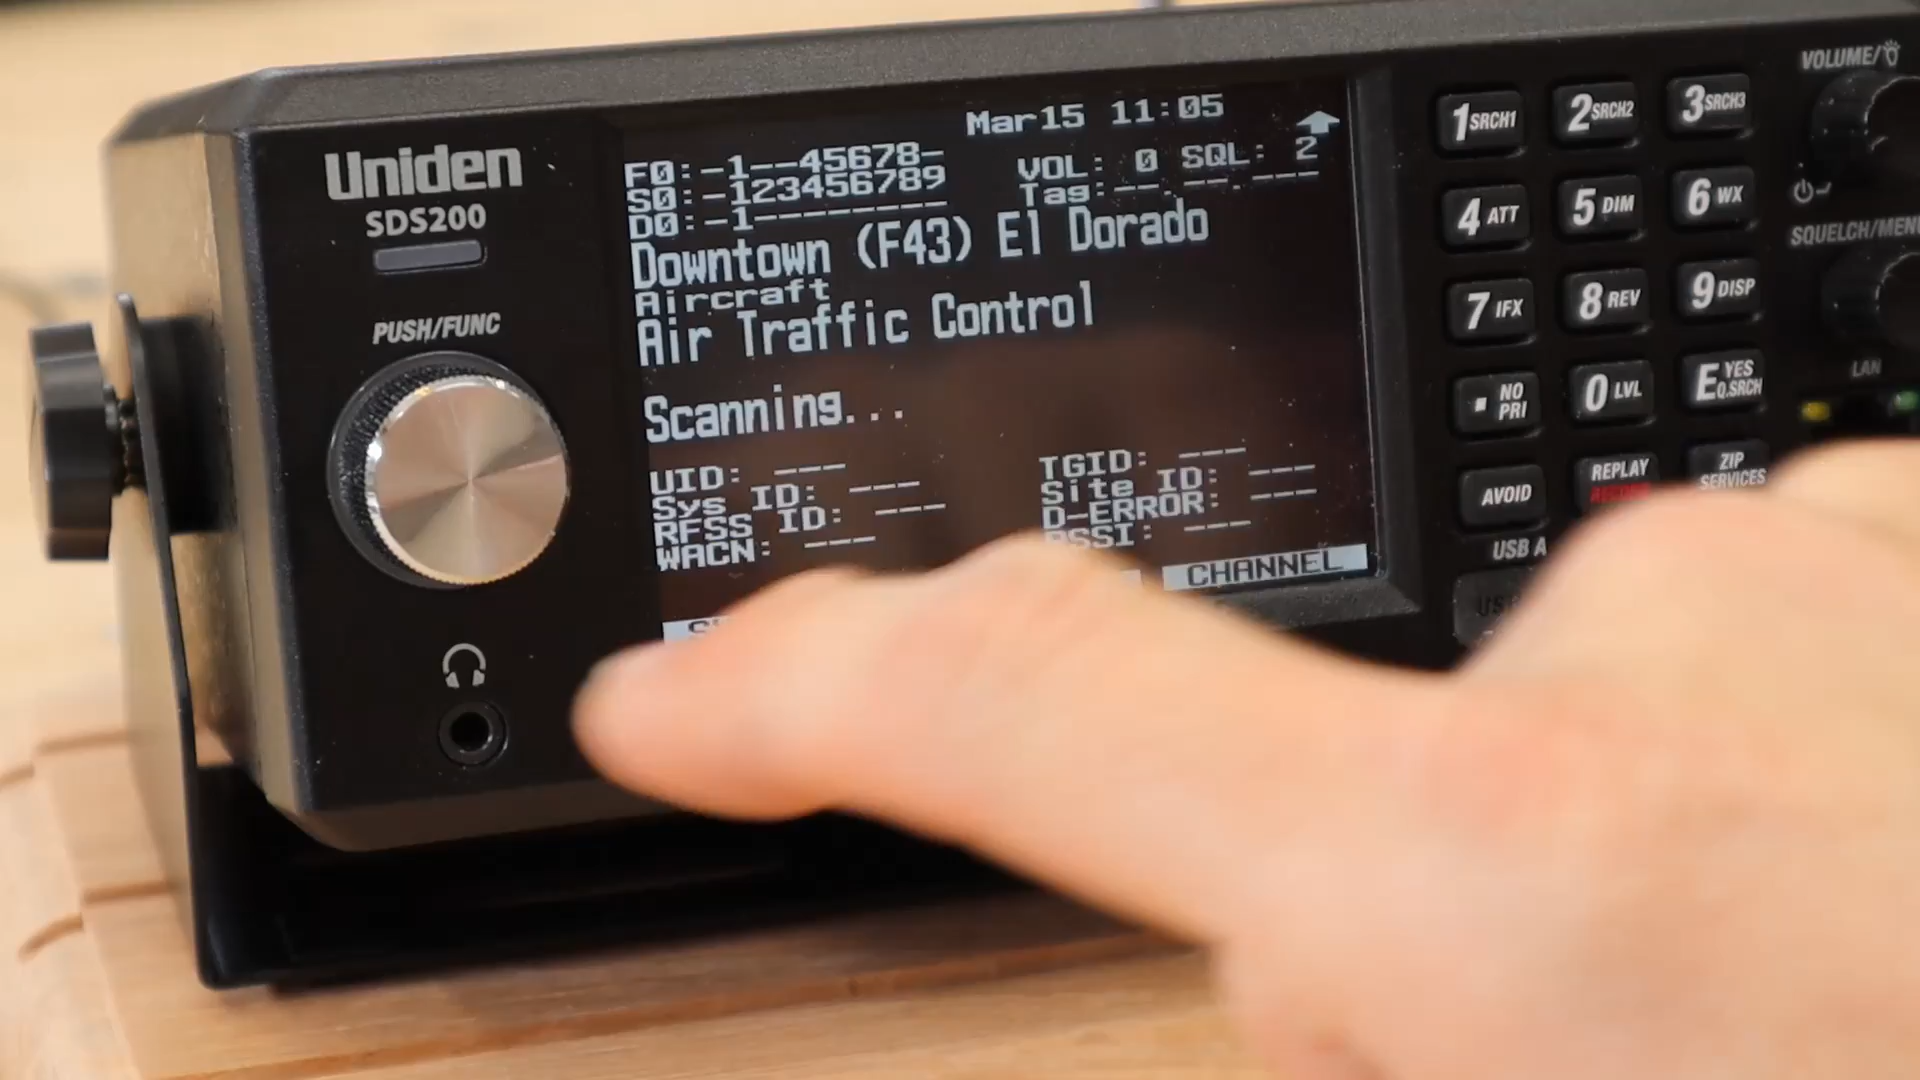 Uniden
SDS200
PUSH/FUNC
Mar15 11:05
F0:-1--45678-
S0:-123456789
D0:-1--------
VOL: 0 SQL: 2
Tag:--.--.---
Downtown (F43) El Dorado
Aircraft
Air Traffic Control
Scanning...
UID: ---
Sys ID: ---
RFSS ID: ---
WACN: ---
TGID: ---
Site ID: ---
D-ERROR: ---
RSSI: ---
CHANNEL
VOLUME/
SQUELCH/MENU
1 SRCH1
2 SRCH2
3 SRCH3
4 ATT
5 DIM
6 WX
7 IFX
8 REV
9 DISP
. NO PRI
0 LVL
E YES Q.SRCH
LAN
AVOID
REPLAY
RECORD
ZIP
SERVICES
USB A